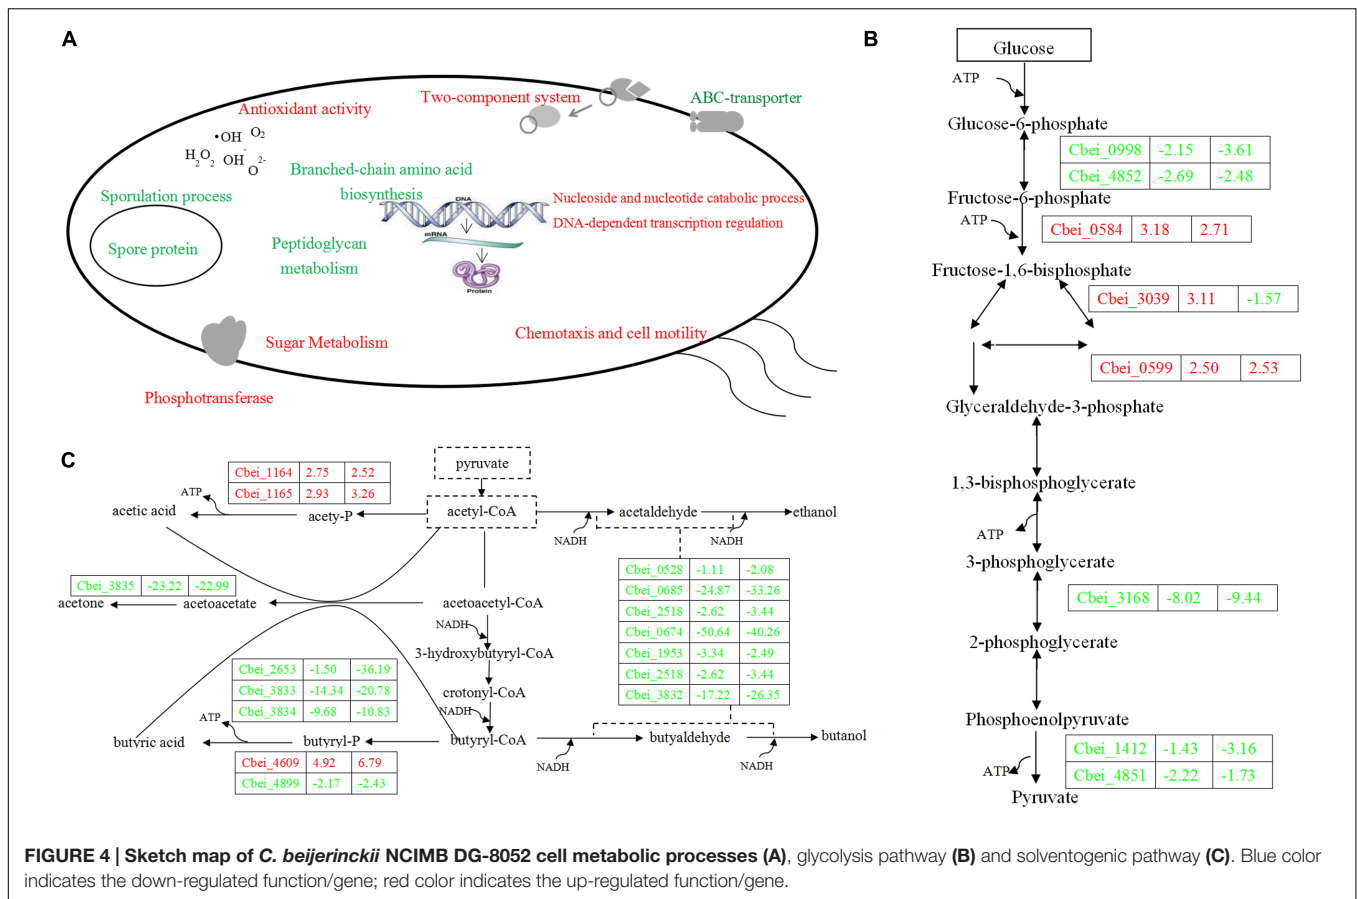 A
Antioxidant activity
•OH O2
H2O2 OH- O2-
O
Two-component system
ABC-transporter
Branched-chain amino acid
biosynthesis
Sporulation process
Spore protein
Peptidoglycan
metabolism
DNA
mRNA
Protein
Nucleoside and nucleotide catabolic process
DNA-dependent transcription regulation
Sugar Metabolism
Chemotaxis and cell motility
Phosphotransferase
B
Glucose
ATP
Glucose-6-phosphate
Cbei_0998 -2.15 -3.61
Cbei_4852 -2.69 -2.48
Fructose-6-phosphate
ATP
Cbei_0584 3.18 2.71
Fructose-1,6-bisphosphate
Cbei_3039 3.11 -1.57
Cbei_0599 2.50 2.53
Glyceraldehyde-3-phosphate
1,3-bisphosphoglycerate
ATP
3-phosphoglycerate
Cbei_3168 -8.02 -9.44
2-phosphoglycerate
Phosphoenolpyruvate
Cbei_1412 -1.43 -3.16
Cbei_4851 -2.22 -1.73
ATP
Pyruvate
C
pyruvate
Cbei_1164 2.75 2.52
Cbei_1165 2.93 3.26
ATP
acetic acid
acety-P
acetyl-CoA
acetaldehyde
ethanol
NADH
NADH
Cbei_3835 -23.22 -22.99
acetone
acetoacetate
acetoacetyl-CoA
NADH
3-hydroxybutyryl-CoA
crotonyl-CoA
NADH
Cbei_0528 -1.11 -2.08
Cbei_0685 -24.87 -33.26
Cbei_2518 -2.62 -3.44
Cbei_0674 -50.64 -40.26
Cbei_1953 -3.34 -2.49
Cbei_2518 -2.62 -3.44
Cbei_3832 -17.22 -26.35
Cbei_2653 -1.50 -36.19
Cbei_3833 -14.34 -20.78
Cbei_3834 -9.68 -10.83
ATP
butyric acid
butyryl-P
butyryl-CoA
butyaldehyde
butanol
NADH
NADH
Cbei_4609 4.92 6.79
Cbei_4899 -2.17 -2.43
FIGURE 4 | Sketch map of C. beijerinckii NCIMB DG-8052 cell metabolic processes (A), glycolysis pathway (B) and solventogenic pathway (C). Blue color
indicates the down-regulated function/gene; red color indicates the up-regulated function/gene.